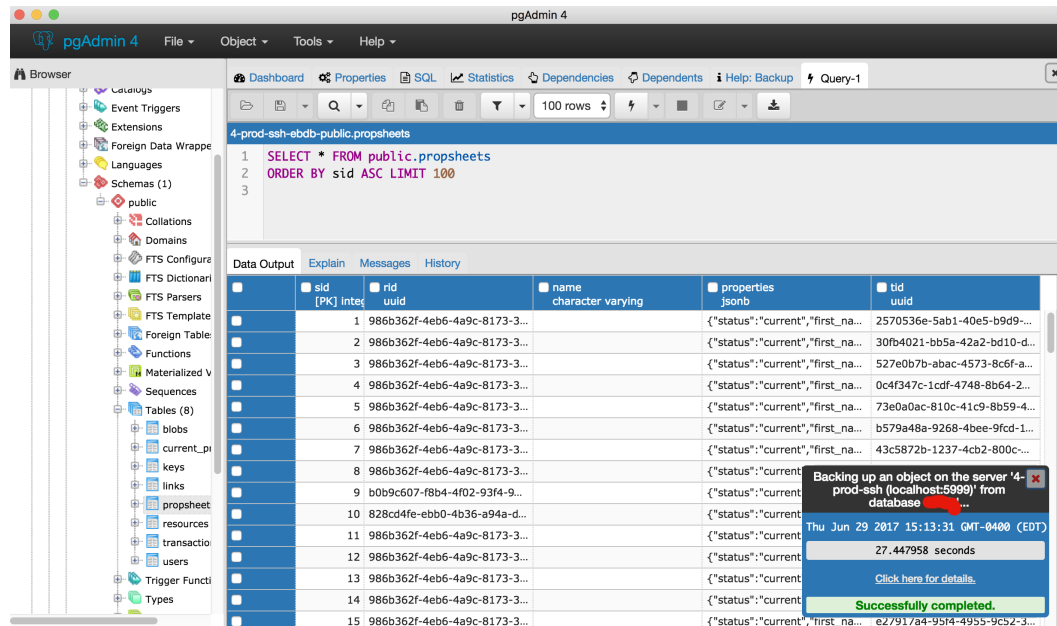 pgAdmin 4
pgAdmin 4 File Object Tools Help
Browser
Dashboard Properties SQL Statistics Dependencies Dependents Help: Backup Query-1
100 rows
4-prod-ssh-ebdb-public.propsheets
1 SELECT * FROM public.propsheets
2 ORDER BY sid ASC LIMIT 100
3
Catalogs
Event Triggers
Extensions
Foreign Data Wrappe
Languages
Schemas (1)
public
Collations
Domains
FTS Configura
FTS Dictionari
FTS Parsers
FTS Template
Foreign Table
Functions
Materialized V
Sequences
Tables (8)
blobs
current_p
keys
links
propsheet
resources
transactio
users
Trigger Functi
Types
Data Output Explain Messages History
sid rid name properties tid
[PK] integ uuid character varying jsonb uuid
1 986b362f-4eb6-4a9c-8173-3... {"status":"current","first_na... 2570536e-5ab1-40e5-b9d9-...
2 986b362f-4eb6-4a9c-8173-3... {"status":"current","first_na... 30fb4021-bb5a-42a2-bd10-d...
3 986b362f-4eb6-4a9c-8173-3... {"status":"current","first_na... 527e0b7b-abac-4573-8c6f-a...
4 986b362f-4eb6-4a9c-8173-3... {"status":"current","first_na... 0c4f347c-1cdf-4748-8b64-2...
5 986b362f-4eb6-4a9c-8173-3... {"status":"current","first_na... 73e0a0ac-810c-41c9-8b59-4...
6 986b362f-4eb6-4a9c-8173-3... {"status":"current","first_na... b579a48a-9268-4bee-9fcd-1...
7 986b362f-4eb6-4a9c-8173-3... {"status":"current","first_na... 43c5872b-1237-4cb2-800c-...
8 986b362f-4eb6-4a9c-8173-3... {"status":"current
9 b0b9c607-f8b4-4f02-93f4-9... {"status":"current
10 828cd4fe-ebb0-4b36-a94a-d... {"status":"current
11 986b362f-4eb6-4a9c-8173-3... {"status":"current
12 986b362f-4eb6-4a9c-8173-3... {"status":"current
13 986b362f-4eb6-4a9c-8173-3... {"status":"current
14 986b362f-4eb6-4a9c-8173-3... {"status":"current
15 986b362f-4eb6-4a9c-8173-3... {"status":"current","first_na... e27917a4-95f4-4955-9c52-3...
Backing up an object on the server '4-
prod-ssh (localhost:5999)' from
database ...
Thu Jun 29 2017 15:13:31 GMT-0400 (EDT)
27.447958 seconds
Click here for details.
Successfully completed.